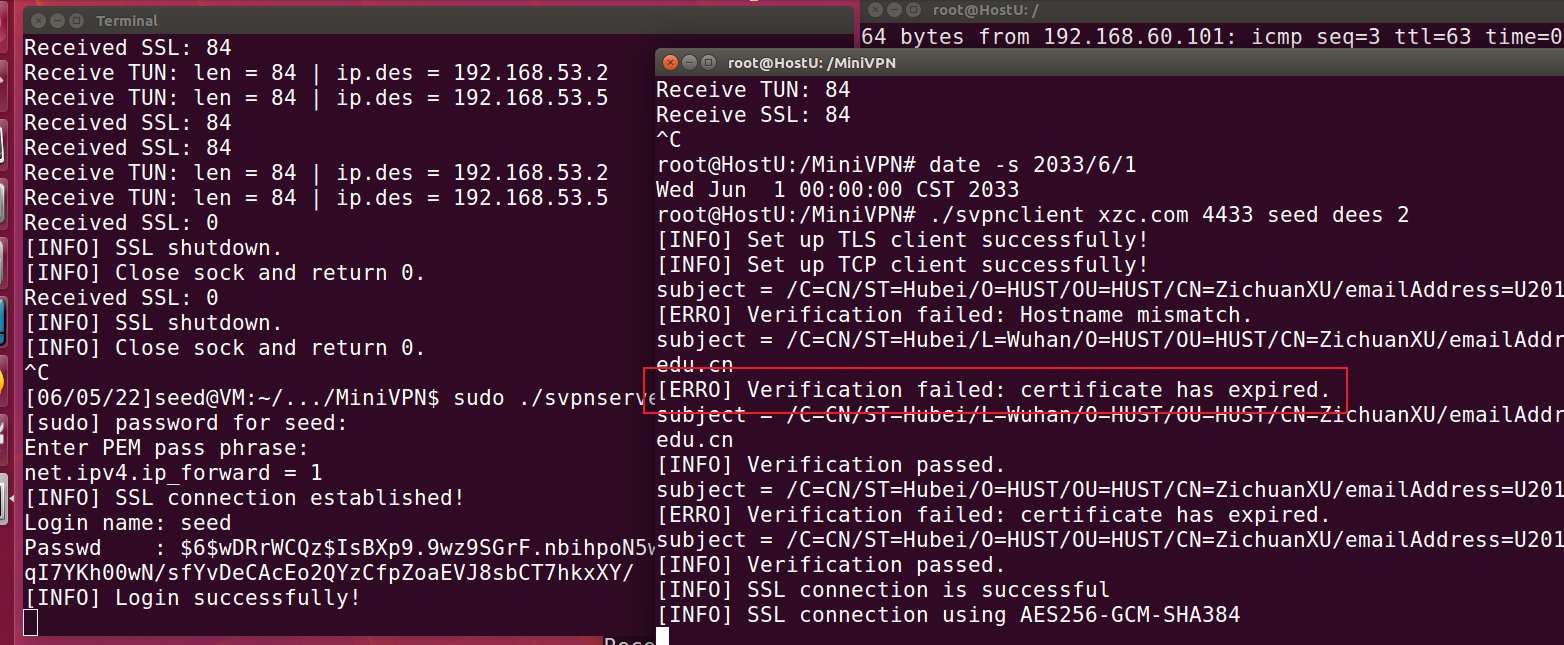 Terminal
Received SSL: 84
Receive TUN: len = 84 | ip.des = 192.168.53.2
Receive TUN: len = 84 | ip.des = 192.168.53.5
Received SSL: 84
Received SSL: 84
Receive TUN: len = 84 | ip.des = 192.168.53.2
Receive TUN: len = 84 | ip.des = 192.168.53.5
Received SSL: 0
[INFO] SSL shutdown.
[INFO] Close sock and return 0.
Received SSL: 0
[INFO] SSL shutdown.
[INFO] Close sock and return 0.
^C
[06/05/22]seed@VM:~/.../MiniVPN$ sudo ./svpnserve
[sudo] password for seed:
Enter PEM pass phrase:
net.ipv4.ip_forward = 1
[INFO] SSL connection established!
Login name: seed
Passwd    : $6$wDRrWCQz$IsBXp9.9wz9SGrF.nbihpoN5w
qI7YKh00wN/sfYvDeCAcEo2QYzCfpZoaEVJ8sbCT7hkxXY/
[INFO] Login successfully!
root@HostU: /
64 bytes from 192.168.60.101: icmp seq=3 ttl=63 time=0
root@HostU: /MiniVPN
Receive TUN: 84
Receive SSL: 84
^C
root@HostU:/MiniVPN# date -s 2033/6/1
Wed Jun  1 00:00:00 CST 2033
root@HostU:/MiniVPN# ./svpnclient xzc.com 4433 seed dees 2
[INFO] Set up TLS client successfully!
[INFO] Set up TCP client successfully!
subject = /C=CN/ST=Hubei/O=HUST/OU=HUST/CN=ZichuanXU/emailAddress=U201
[ERRO] Verification failed: Hostname mismatch.
subject = /C=CN/ST=Hubei/L=Wuhan/O=HUST/OU=HUST/CN=ZichuanXU/emailAddr
edu.cn
[ERRO] Verification failed: certificate has expired.
subject = /C=CN/ST=Hubei/L=Wuhan/O=HUST/OU=HUST/CN=ZichuanXU/emailAddr
edu.cn
[INFO] Verification passed.
subject = /C=CN/ST=Hubei/O=HUST/OU=HUST/CN=ZichuanXU/emailAddress=U201
[ERRO] Verification failed: certificate has expired.
subject = /C=CN/ST=Hubei/O=HUST/OU=HUST/CN=ZichuanXU/emailAddress=U201
[INFO] Verification passed.
[INFO] SSL connection is successful
[INFO] SSL connection using AES256-GCM-SHA384